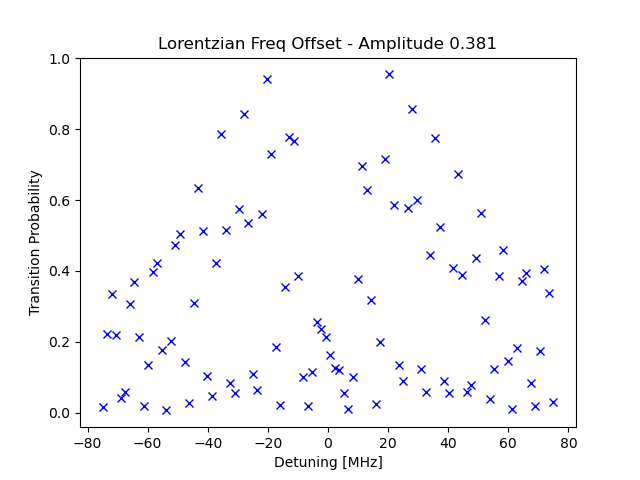 Lorentzian Freq Offset - Amplitude 0.381
Transition Probability
1.0
0.8
0.6
0.4
0.2
0.0
−80 −60 −40 −20 0 20 40 60 80
Detuning [MHz]